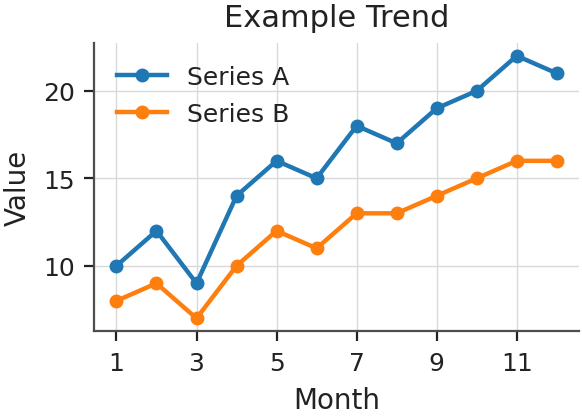 Example Trend
Series A
Series B
20
15
10
Value
1 3 5 7 9 11
Month